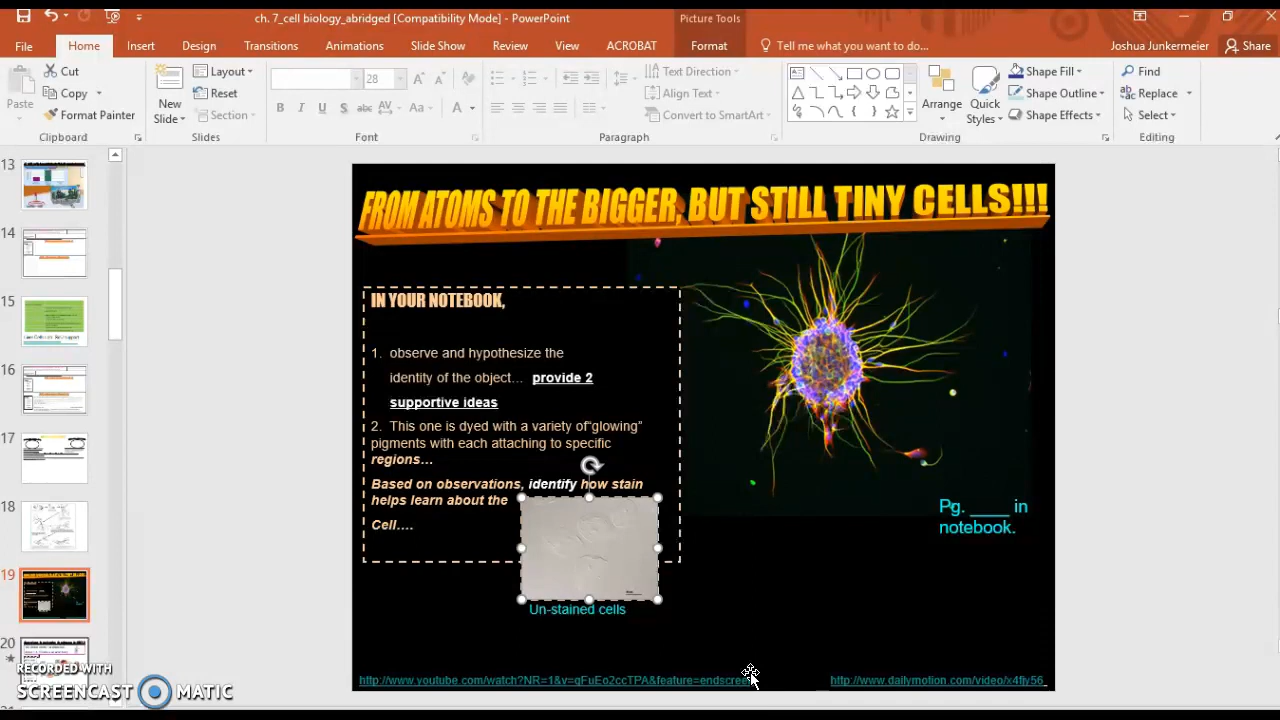 ch. 7_cell biology_abridged [Compatibility Mode] - PowerPoint
Picture Tools
File
Home
Insert
Design
Transitions
Animations
Slide Show
Review
View
ACROBAT
Format
Tell me what you want to do...
Joshua Junkermeier
Share
Paste
Cut
Copy
Format Painter
Clipboard
New Slide
Layout
Reset
Section
Slides
28
B I U S abc AV Aa A
Font
Text Direction
Align Text
Convert to SmartArt
Paragraph
Arrange
Quick Styles
Shape Fill
Shape Outline
Shape Effects
Drawing
Find
Replace
Select
Editing
13
14
15
16
17
18
19
20
FROM ATOMS TO THE BIGGER, BUT STILL TINY CELLS!!!
IN YOUR NOTEBOOK,
1. observe and hypothesize the
identity of the object... provide 2
supportive ideas
2. This one is dyed with a variety of"glowing"
pigments with each attaching to specific
regions...
Based on observations, identify how stain
helps learn about the
Cell....
Un-stained cells
Pg. ____ in
notebook.
http://www.youtube.com/watch?NR=1&v=qFuEo2ccTPA&feature=endscreen
http://www.dailymotion.com/video/x4fjy56
RECORDED WITH
SCREENCAST MATIC